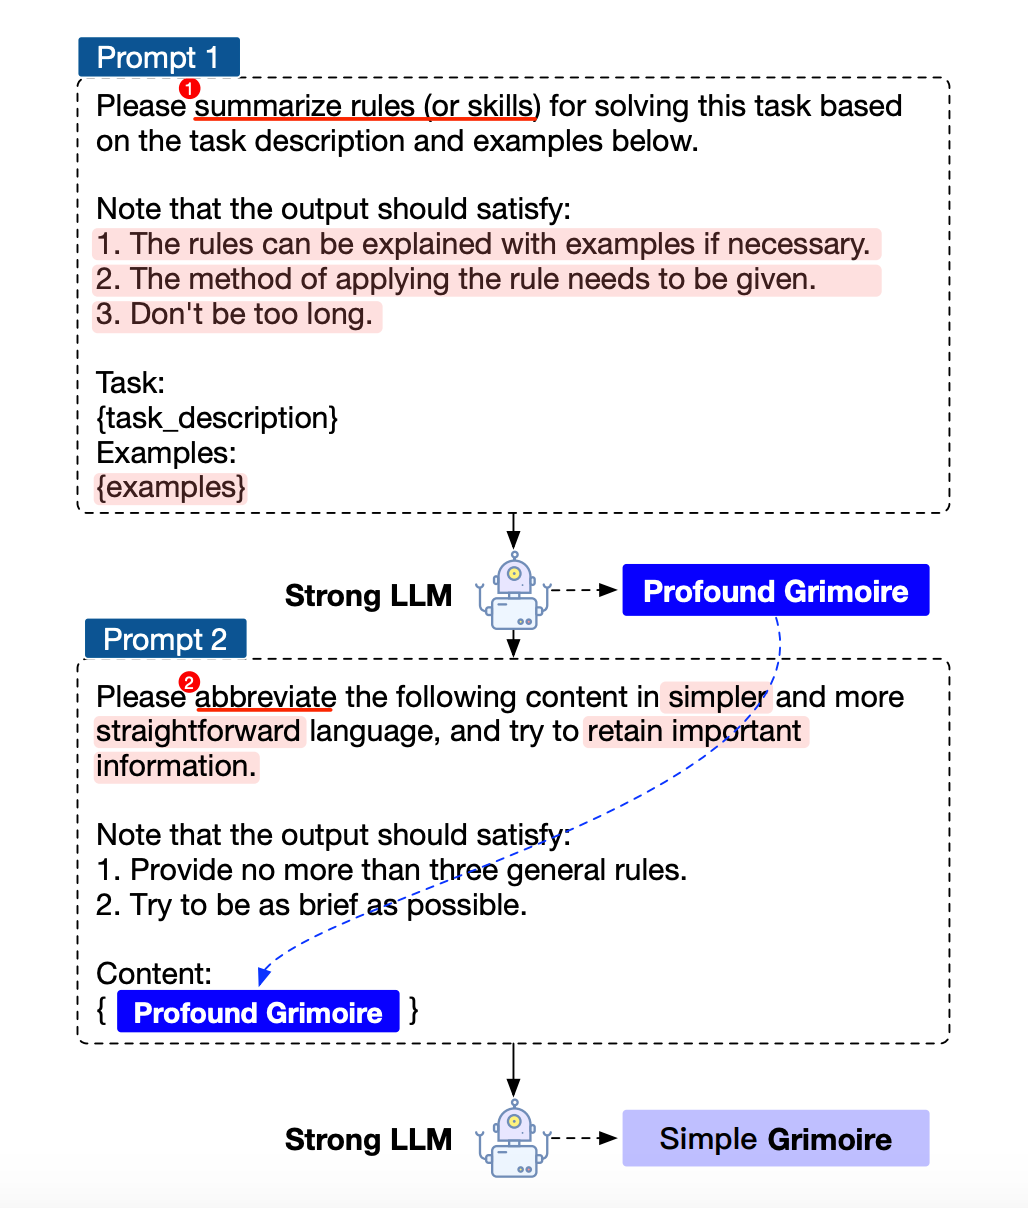 Prompt 1
1
Please summarize rules (or skills) for solving this task based
on the task description and examples below.
Note that the output should satisfy:
1. The rules can be explained with examples if necessary.
2. The method of applying the rule needs to be given.
3. Don't be too long.
Task:
{task_description}
Examples:
{examples}
Strong LLM
Profound Grimoire
Prompt 2
2
Please abbreviate the following content in simpler and more
straightforward language, and try to retain important
information.
Note that the output should satisfy:
1. Provide no more than three general rules.
2. Try to be as brief as possible.
Content:
{ Profound Grimoire }
Strong LLM
Simple Grimoire